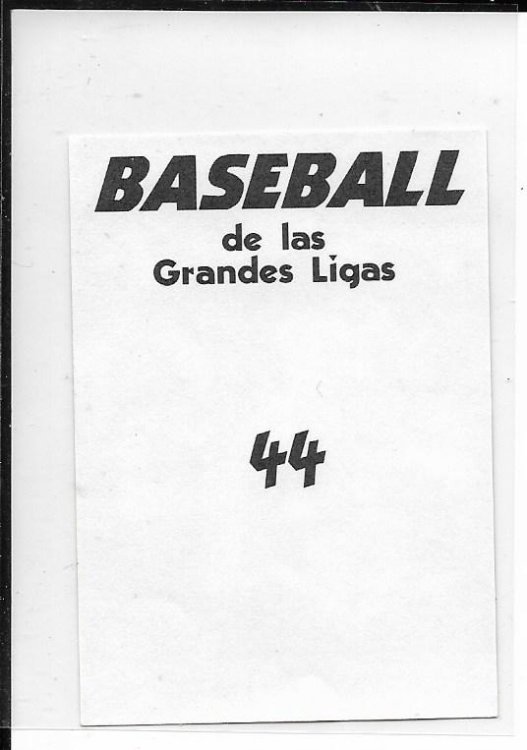 BASEBALL
de las
Grandes Ligas
44